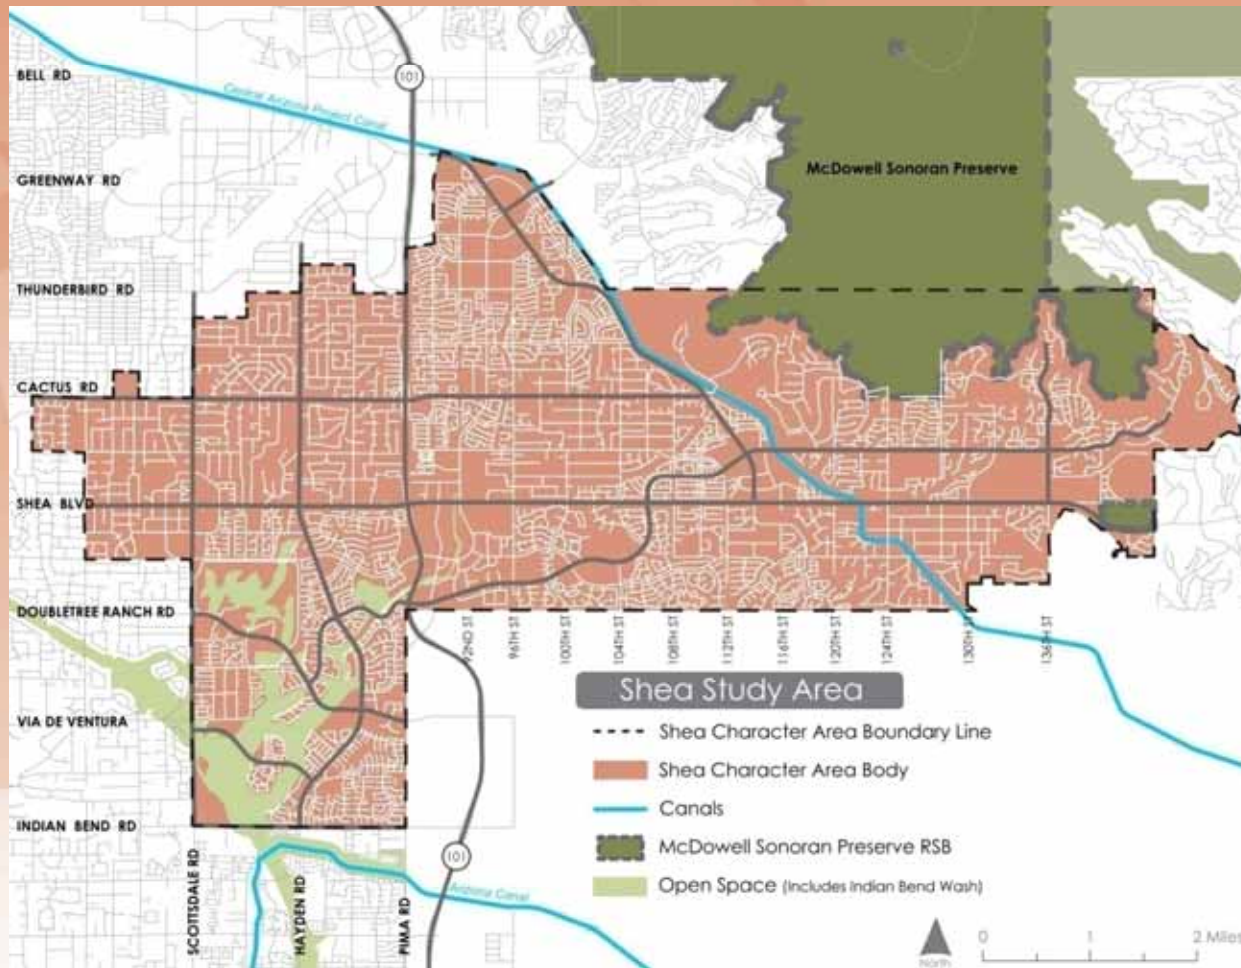 BELL RD
101
Central Arizona Project Canal
GREENWAY RD
McDowell Sonoran Preserve
THUNDERBIRD RD
CACTUS RD
SHEA BLVD
DOUBLETREE RANCH RD
92ND ST
96TH ST
100TH ST
104TH ST
108TH ST
112TH ST
116TH ST
120TH ST
124TH ST
130TH ST
136TH ST
VIA DE VENTURA
INDIAN BEND RD
Shea Study Area
Shea Character Area Boundary Line
Shea Character Area Body
Canals
McDowell Sonoran Preserve RSB
Open Space (Includes Indian Bend Wash)
101
Arizona Canal
SCOTTSDALE RD
HAYDEN RD
PIMA RD
North
0 1 2 Miles